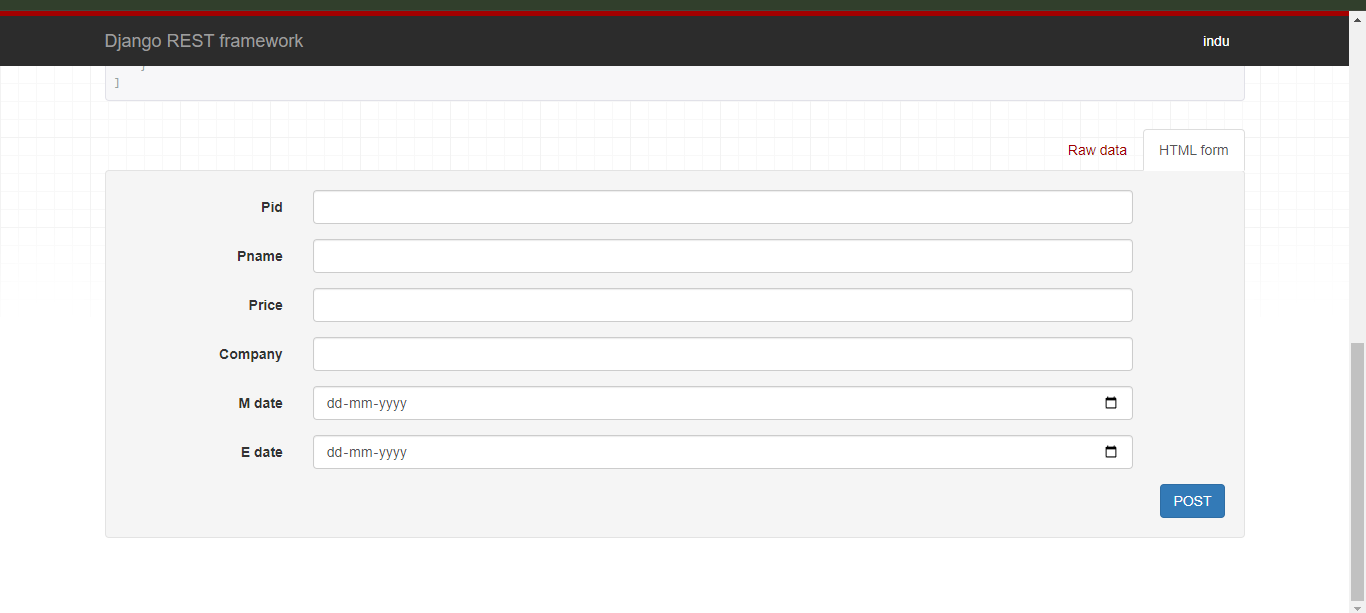 Django REST framework
indu
]
Raw data
HTML form
Pid
Pname
Price
Company
M date
dd-mm-yyyy
E date
dd-mm-yyyy
POST